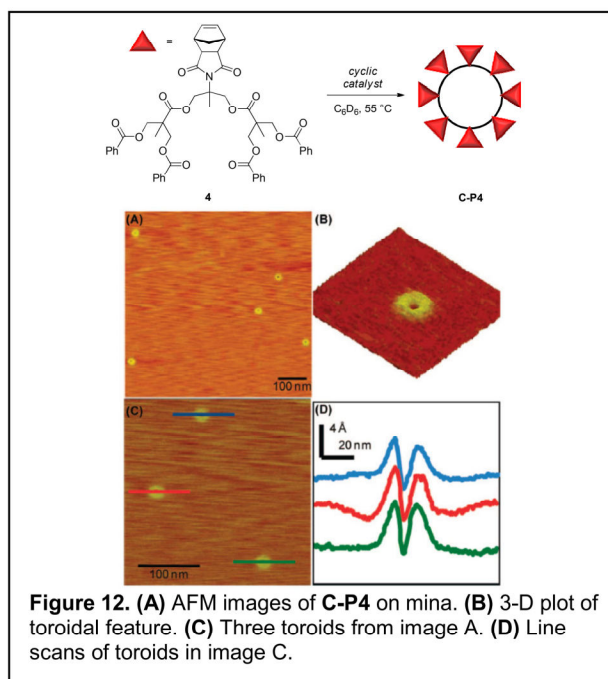 4
=
O O
N
O O
O O
O O
O O O O
Ph O O Ph
Ph Ph
4
cyclic
catalyst
C₆D₆, 55 °C
C-P4
(A)
100 nm
(B)
(C)
100 nm
(D)
4 Å
20 nm
Figure 12. (A) AFM images of C-P4 on mina. (B) 3-D plot of
toroidal feature. (C) Three toroids from image A. (D) Line
scans of toroids in image C.